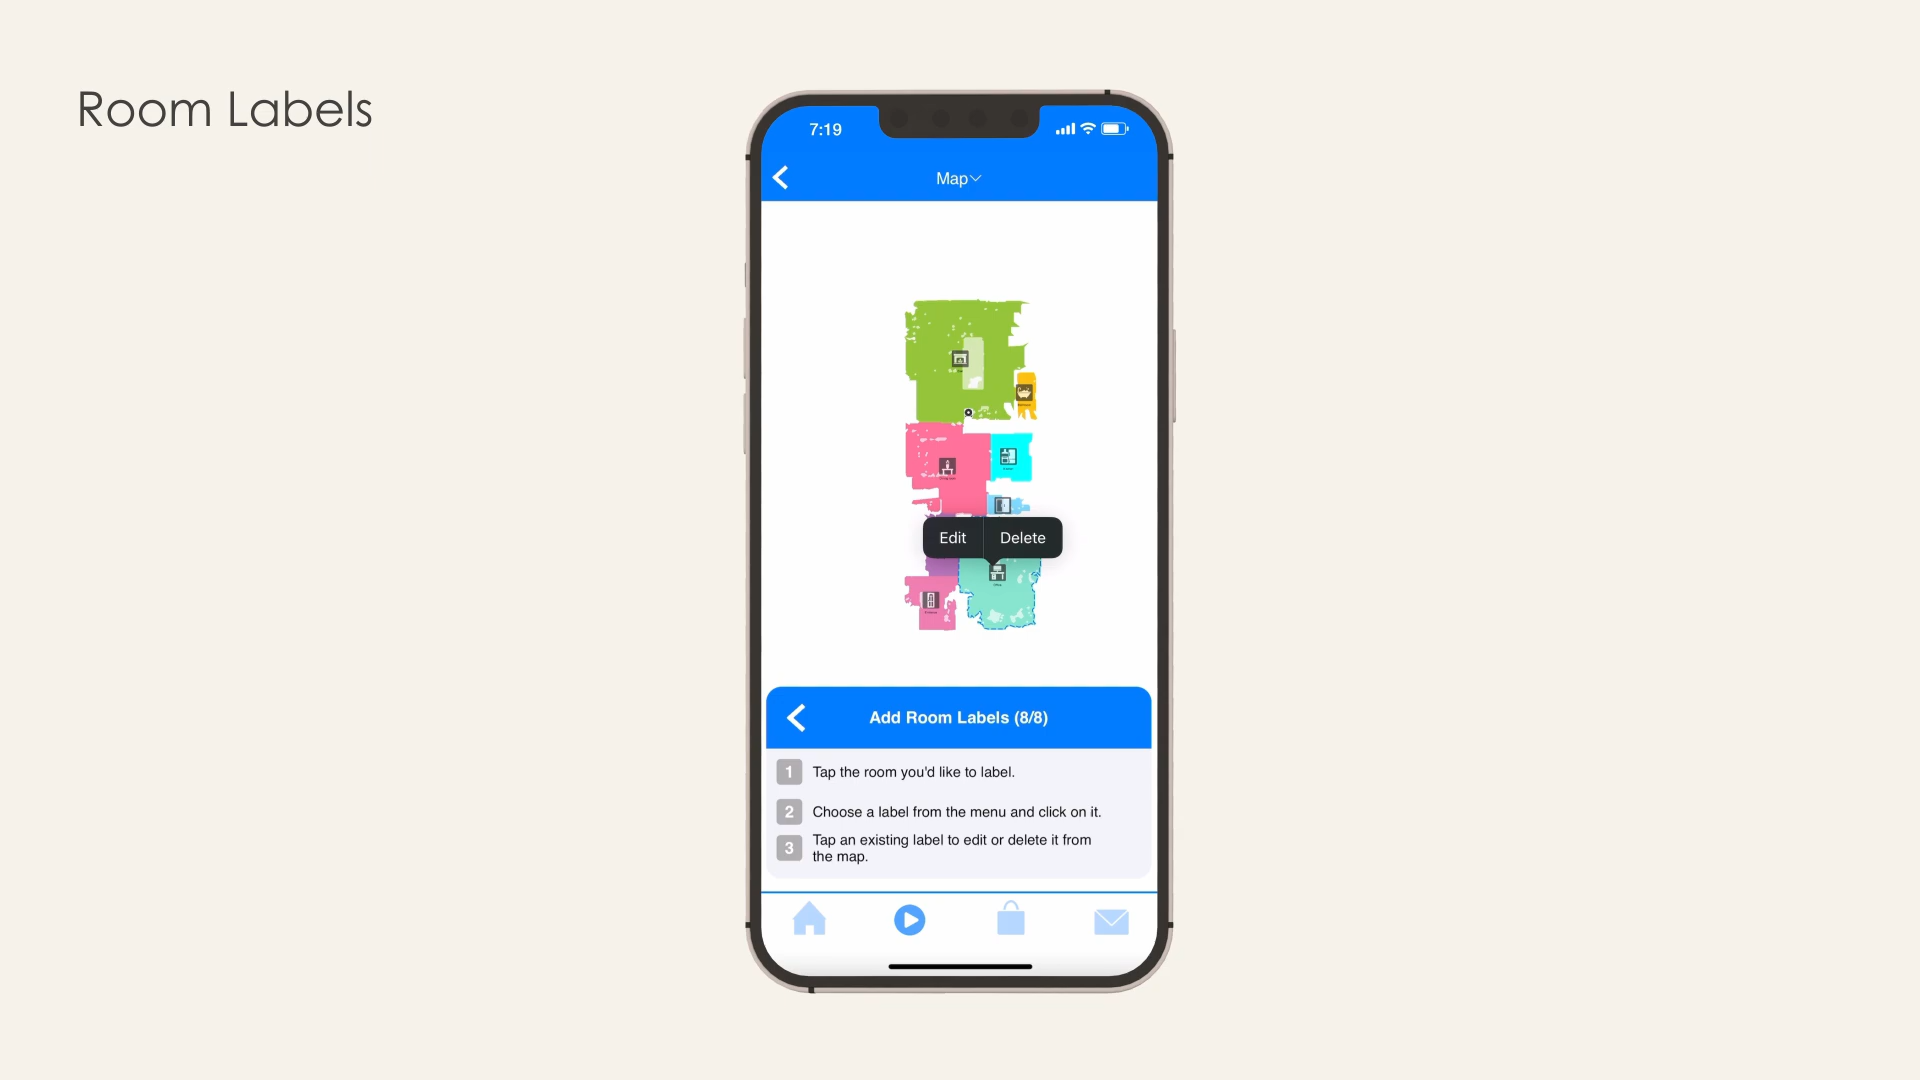 Room Labels
7:19
Map
Edit
Delete
Office
Add Room Labels (8/8)
1 Tap the room you'd like to label.
2 Choose a label from the menu and click on it.
3 Tap an existing label to edit or delete it from
the map.